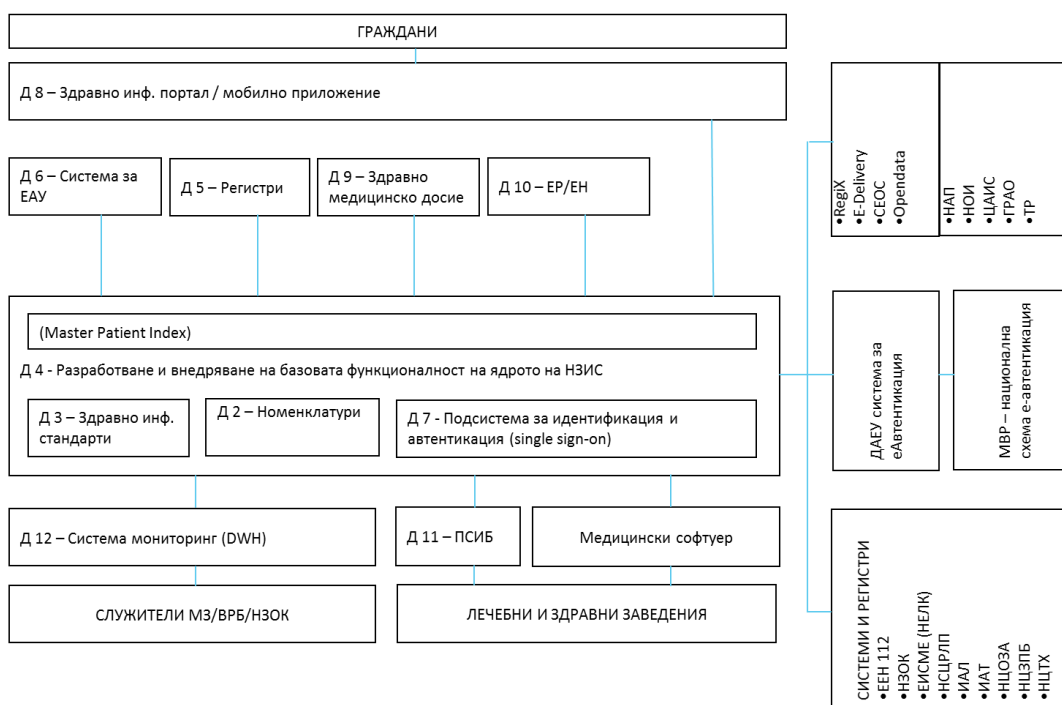 ГРАЖДАНИ
Д 8 – Здравно инф. портал / мобилно приложение
Д 6 – Система за
ЕАУ
Д 5 - Регистри
Д 9 – Здравно
медицинско досие
Д 10 – ЕР/ЕН
(Master Patient Index)
Д 4 - Разработване и внедряване на базовата функционалност на ядрото на НЗИС
Д 3 – Здравно инф.
стандарти
Д 2 – Номенклатури
Д 7 - Подсистема за идентификация и
автентикация (single sign-on)
Д 12 – Система мониторинг (DWH)
Д 11 – ПСИБ
Медицински софтуер
СЛУЖИТЕЛИ МЗ/ВРБ/НЗОК
ЛЕЧЕБНИ И ЗДРАВНИ ЗАВЕДЕНИЯ
•RegiX
•E-Delivery
•СЕОС
•Opendata
•НАП
•НОИ
•ЦАИС
•ГРАО
•ТР
ДАЕУ система за
еАвтентикация
МВР – национална
схема е-автентикация
СИСТЕМИ И РЕГИСТРИ
•ЕЕН 112
•НЗОК
•ЕИСМЕ (НЕЛК)
•НСЦРЛП
•ИАЛ
•ИАТ
•НЦОЗА
•НЦЗПБ
•НЦТХ